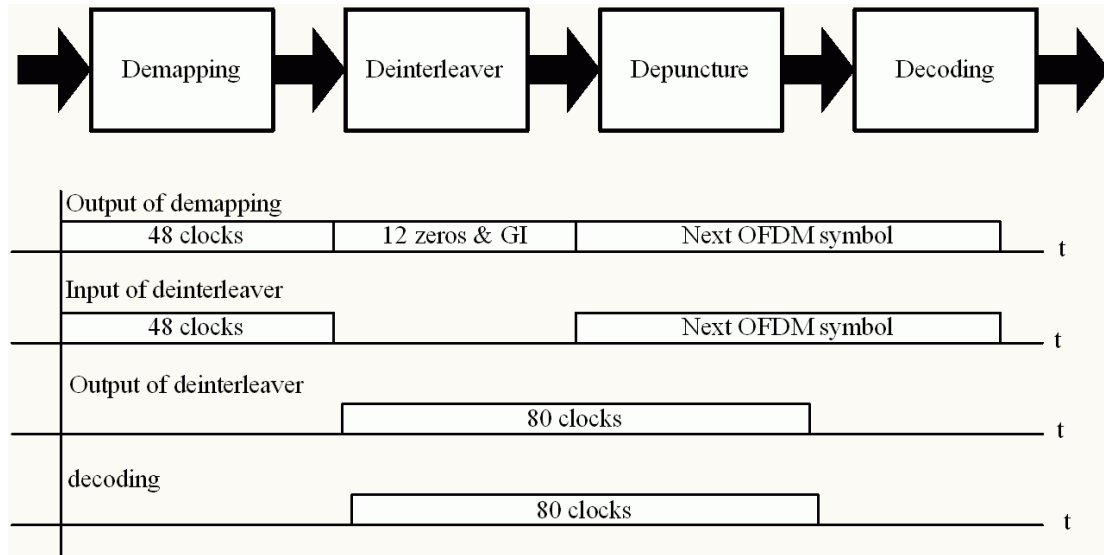 Demapping Deinterleaver Depuncture Decoding
Output of demapping
48 clocks 12 zeros & GI Next OFDM symbol t
Input of deinterleaver
48 clocks Next OFDM symbol t
Output of deinterleaver
80 clocks t
decoding
80 clocks t